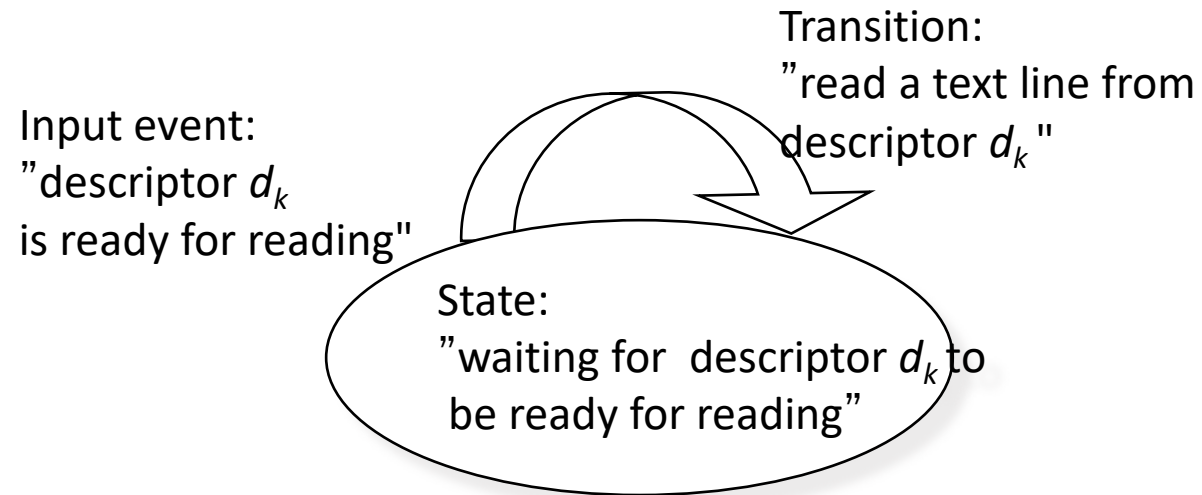 Transition:
”read a text line from
descriptor dₖ"
Input event:
”descriptor dₖ
is ready for reading"
State:
”waiting for descriptor dₖ to
be ready for reading”